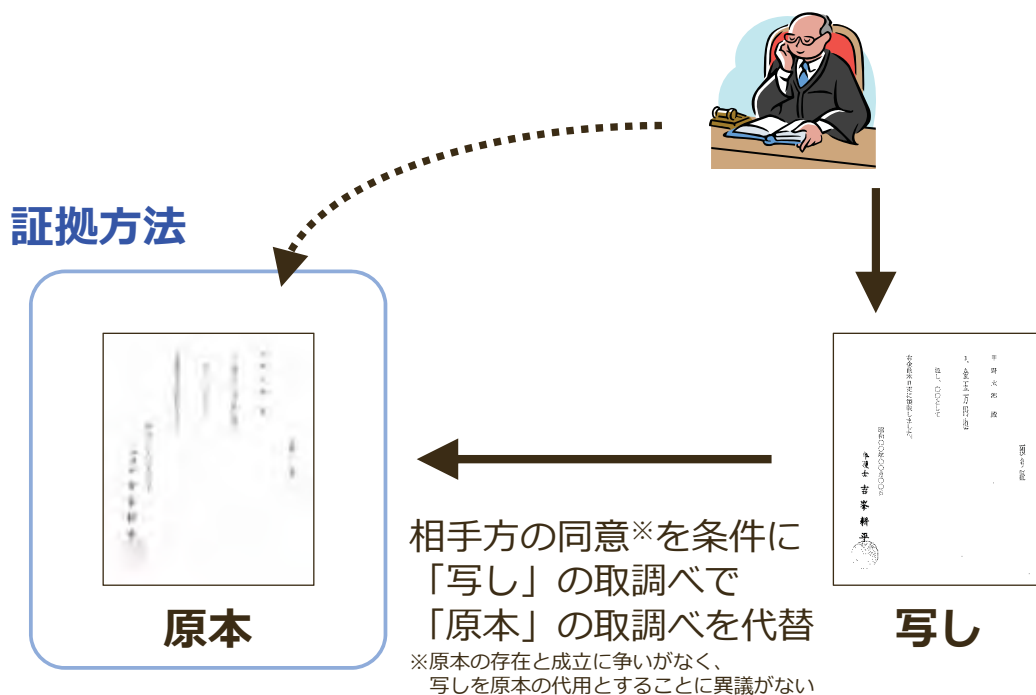 証拠方法
原本
相手方の同意※を条件に
「写し」の取調べで
「原本」の取調べを代替
※原本の存在と成立に争いがなく、
写しを原本の代用とすることに異議がない
写し